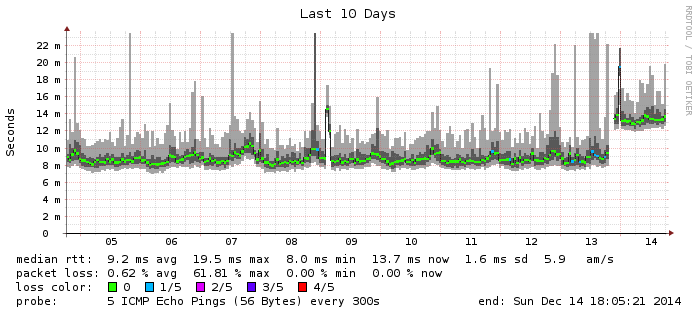 Last 10 Days
RRDTOOL / TOBI OETIKER
Seconds
22 m
20 m
18 m
16 m
14 m
12 m
10 m
8 m
6 m
4 m
2 m
0
05 06 07 08 09 10 11 12 13 14
median rtt: 9.2 ms avg 19.5 ms max 8.0 ms min 13.7 ms now 1.6 ms sd 5.9 am/s
packet loss: 0.62 % avg 61.81 % max 0.00 % min 0.00 % now
loss color: 0 1/5 2/5 3/5 4/5
probe: 5 ICMP Echo Pings (56 Bytes) every 300s end: Sun Dec 14 18:05:21 2014